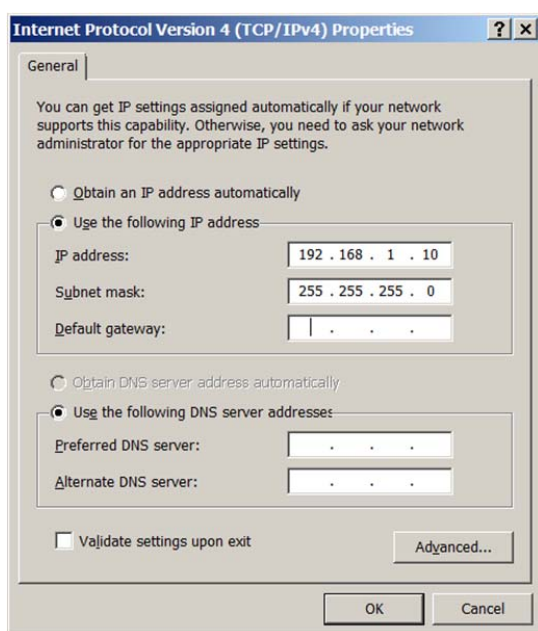 Internet Protocol Version 4 (TCP/IPv4) Properties
General
You can get IP settings assigned automatically if your network
supports this capability. Otherwise, you need to ask your network
administrator for the appropriate IP settings.
Obtain an IP address automatically
Use the following IP address
IP address: 192 . 168 . 1 . 10
Subnet mask: 255 . 255 . 255 . 0
Default gateway: . . .
Obtain DNS server address automatically
Use the following DNS server addresses:
Preferred DNS server: . . .
Alternate DNS server: . . .
Validate settings upon exit
Advanced...
OK Cancel